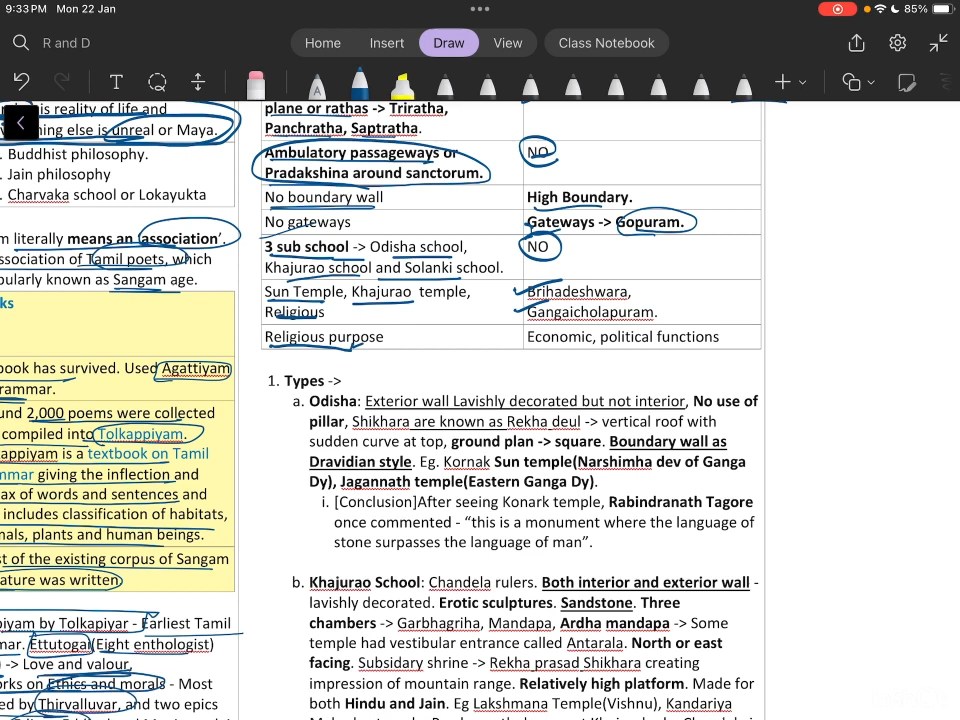 9:33 PM Mon 22 Jan
85%
R and D
Home Insert Draw View Class Notebook
T
A
is reality of life and
else is unreal or Maya.
. Buddhist philosophy.
. Jain philosophy
. Charvaka school or Lokayukta
m literally means an 'association'.
ssociation of Tamil poets, which
pularly known as Sangam age.
ks
book has survived. Used Agattiyam
rammar.
und 2,000 poems were collected
compiled into Tolkappiyam.
appiyam is a textbook on Tamil
mmar giving the inflection and
ax of words and sentences and
includes classification of habitats,
mals, plants and human beings.
st of the existing corpus of Sangam
ature was written
piyam by Tolkapiyar - Earliest Tamil
mar. Ettutogai(Eight enthologist)
) -> Love and valour,
orks on Ethics and morals - Most
ed by Thirvalluvar, and two epics
plane or rathas -> Triratha,
Panchratha, Saptratha.
Ambulatory passageways or NO
Pradakshina around sanctorum.
No boundary wall High Boundary.
No gateways Gateways -> Gopuram.
3 sub school -> Odisha school, NO
Khajurao school and Solanki school.
Sun Temple, Khajurao temple, Brihadeshwara,
Religious Gangaicholapuram.
Religious purpose Economic, political functions
1. Types ->
a. Odisha: Exterior wall Lavishly decorated but not interior, No use of
pillar, Shikhara are known as Rekha deul -> vertical roof with
sudden curve at top, ground plan -> square. Boundary wall as
Dravidian style. Eg. Kornak Sun temple(Narshimha dev of Ganga
Dy), Jagannath temple(Eastern Ganga Dy).
i. [Conclusion]After seeing Konark temple, Rabindranath Tagore
once commented - “this is a monument where the language of
stone surpasses the language of man”.
b. Khajurao School: Chandela rulers. Both interior and exterior wall -
lavishly decorated. Erotic sculptures. Sandstone. Three
chambers -> Garbhagriha, Mandapa, Ardha mandapa -> Some
temple had vestibular entrance called Antarala. North or east
facing. Subsidary shrine -> Rekha prasad Shikhara creating
impression of mountain range. Relatively high platform. Made for
both Hindu and Jain. Eg Lakshmana Temple(Vishnu), Kandariya